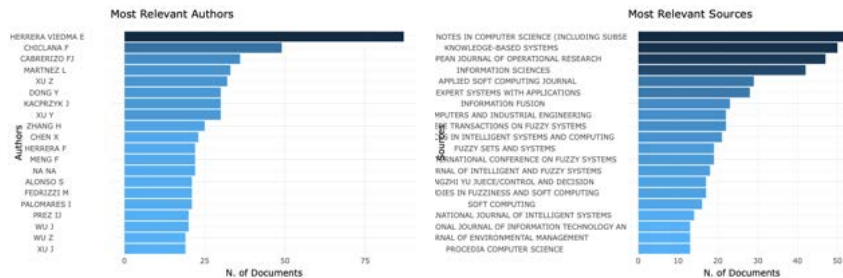 Most Relevant Authors
HERRERA VIEDMA E
CHICLANA F
CABRERIZO FJ
MARTNEZ L
XU Z
DONG Y
KACPRZYK J
XU Y
ZHANG H
CHEN X
HERRERA F
MENG F
NA NA
ALONSO S
FEDRIZZI M
PALOMARES I
PREZ IJ
WU J
WU Z
XU J
Authors
0 25 50 75
N. of Documents
Most Relevant Sources
NOTES IN COMPUTER SCIENCE (INCLUDING SUBSE
KNOWLEDGE-BASED SYSTEMS
PEAN JOURNAL OF OPERATIONAL RESEARCH
INFORMATION SCIENCES
APPLIED SOFT COMPUTING JOURNAL
EXPERT SYSTEMS WITH APPLICATIONS
INFORMATION FUSION
MPUTERS AND INDUSTRIAL ENGINEERING
TRANSACTIONS ON FUZZY SYSTEMS
S IN INTELLIGENT SYSTEMS AND COMPUTING
FUZZY SETS AND SYSTEMS
ERNATIONAL CONFERENCE ON FUZZY SYSTEMS
RNAL OF INTELLIGENT AND FUZZY SYSTEMS
NGZHI YU JUECE/CONTROL AND DECISION
DIES IN FUZZINESS AND SOFT COMPUTING
SOFT COMPUTING
NATIONAL JOURNAL OF INTELLIGENT SYSTEMS
ONAL JOURNAL OF INFORMATION TECHNOLOGY AN
RNAL OF ENVIRONMENTAL MANAGEMENT
PROCEDIA COMPUTER SCIENCE
0 10 20 30 40 50
N. of Documents